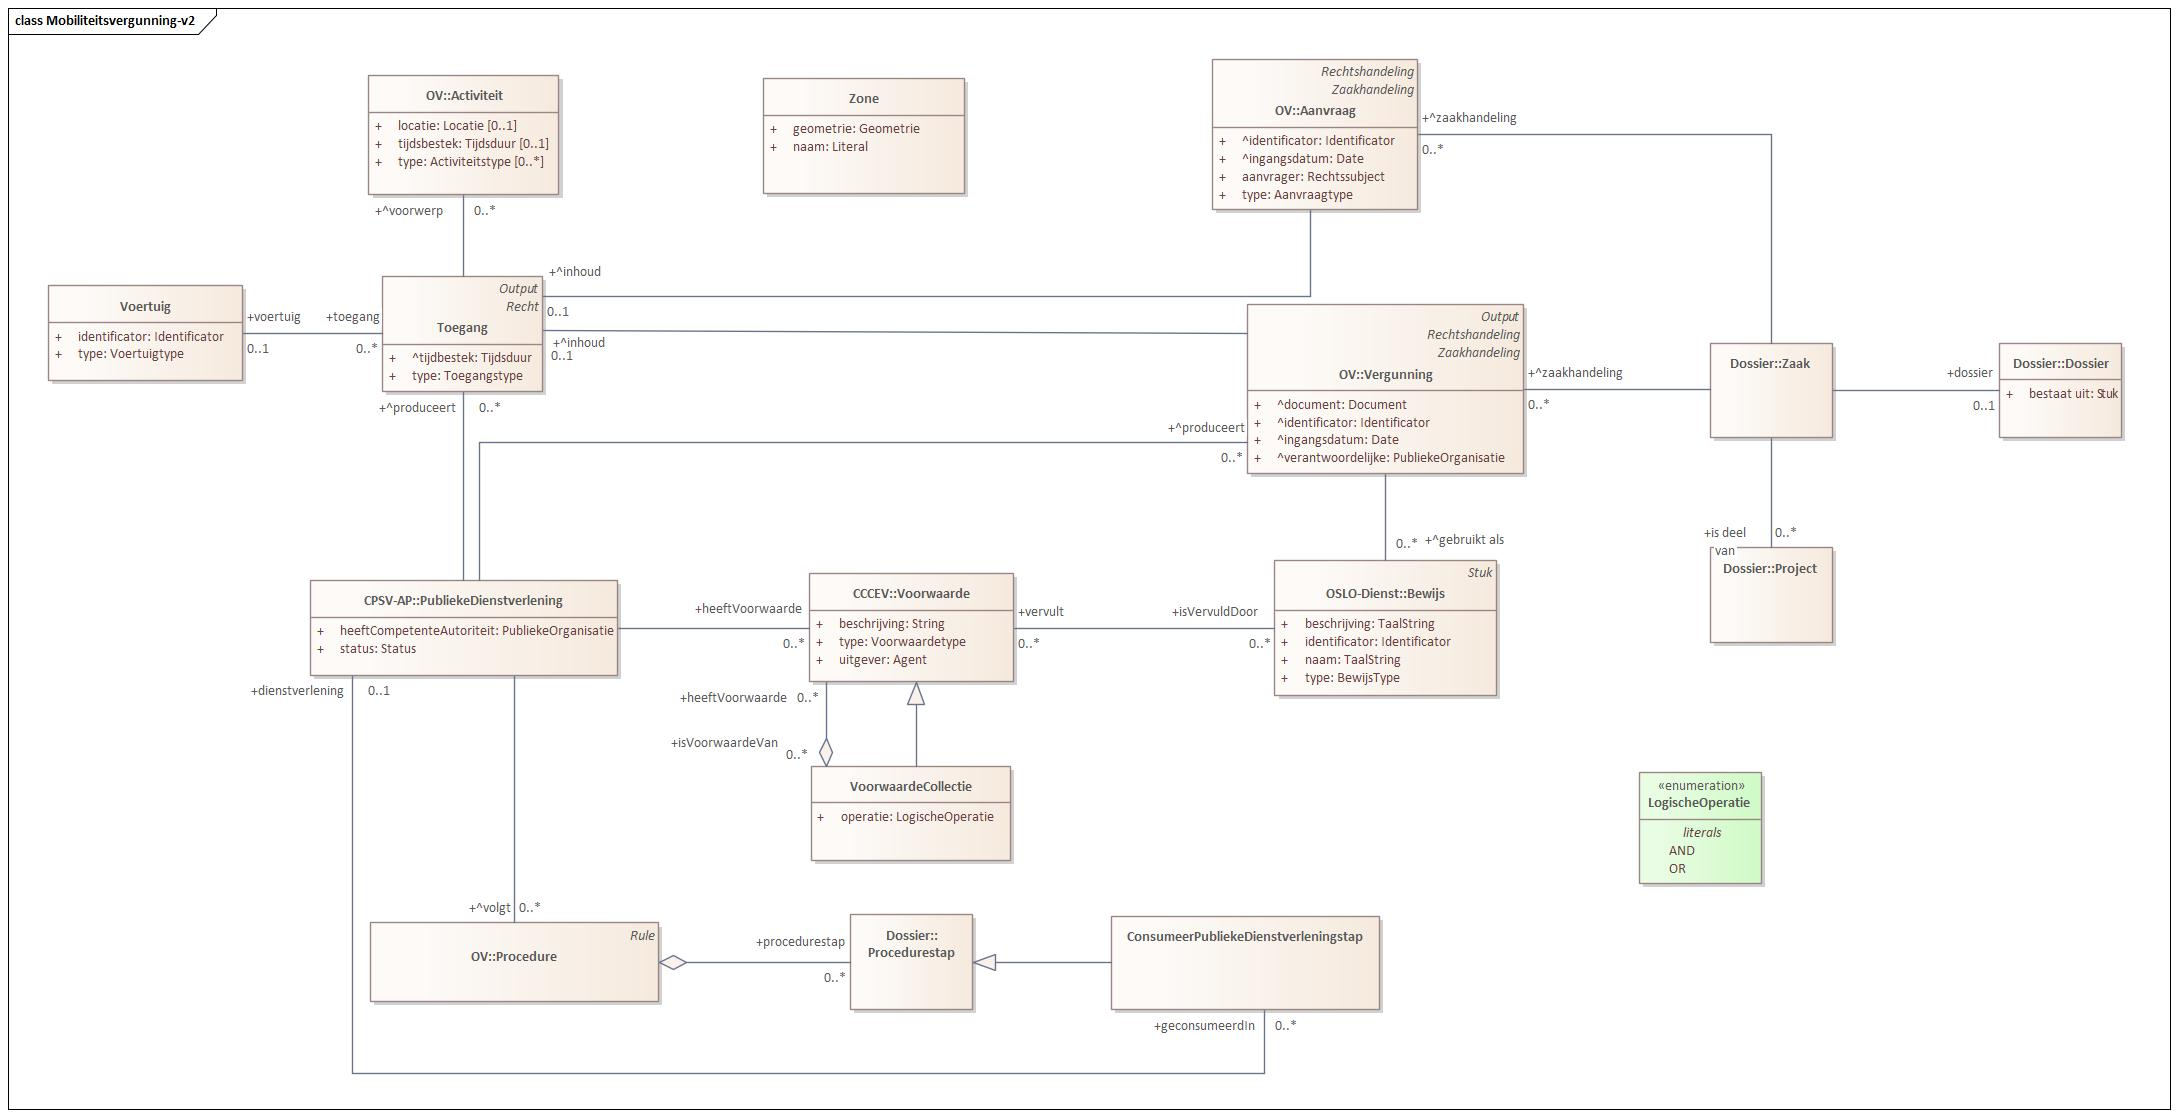 class Mobiliteitsvergunning-v2
OV::Activiteit
+ locatie: Locatie [0..1]
+ tijdsbestek: Tijdsduur [0..1]
+ type: Activiteitstype [0..*]
+^voorwerp 0..*
Zone
+ geometrie: Geometrie
+ naam: Literal
Rechtshandeling
Zaakhandeling
OV::Aanvraag
+ ^identificator: Identificator
+ ^ingangsdatum: Date
+ aanvrager: Rechtssubject
+ type: Aanvraagtype
+^zaakhandeling
0..*
Voertuig
+ identificator: Identificator
+ type: Voertuigtype
+voertuig
0..1
+toegang
0..*
Output
Recht
Toegang
+ ^tijdbestek: Tijdsduur
+ type: Toegangstype
+^inhoud
0..1
+^inhoud
0..1
+^produceert 0..*
Output
Rechtshandeling
Zaakhandeling
OV::Vergunning
+ ^document: Document
+ ^identificator: Identificator
+ ^ingangsdatum: Date
+ ^verantwoordelijke: PubliekeOrganisatie
+^produceert
0..*
+^zaakhandeling
0..*
Dossier::Zaak
+dossier
0..1
Dossier::Dossier
+ bestaat uit: Stuk
+is deel
van
0..*
Dossier::Project
0..* +^gebruikt als
CPSV-AP::PubliekeDienstverlening
+ heeftCompetenteAutoriteit: PubliekeOrganisatie
+ status: Status
+heeftVoorwaarde
0..*
CCCEV::Voorwaarde
+ beschrijving: String
+ type: Voorwaardetype
+ uitgever: Agent
+vervult
0..*
+isVervuldDoor
0..*
Stuk
OSLO-Dienst::Bewijs
+ beschrijving: TaalString
+ identificator: Identificator
+ naam: TaalString
+ type: BewijsType
+dienstverlening 0..1
+heeftVoorwaarde 0..*
+isVoorwaardeVan
0..*
VoorwaardeCollectie
+ operatie: LogischeOperatie
«enumeration»
LogischeOperatie
literals
AND
OR
+^volgt 0..*
Rule
OV::Procedure
+procedurestap
0..*
Dossier::
Procedurestap
ConsumeerPubliekeDienstverleningstap
+geconsumeerdIn 0..*